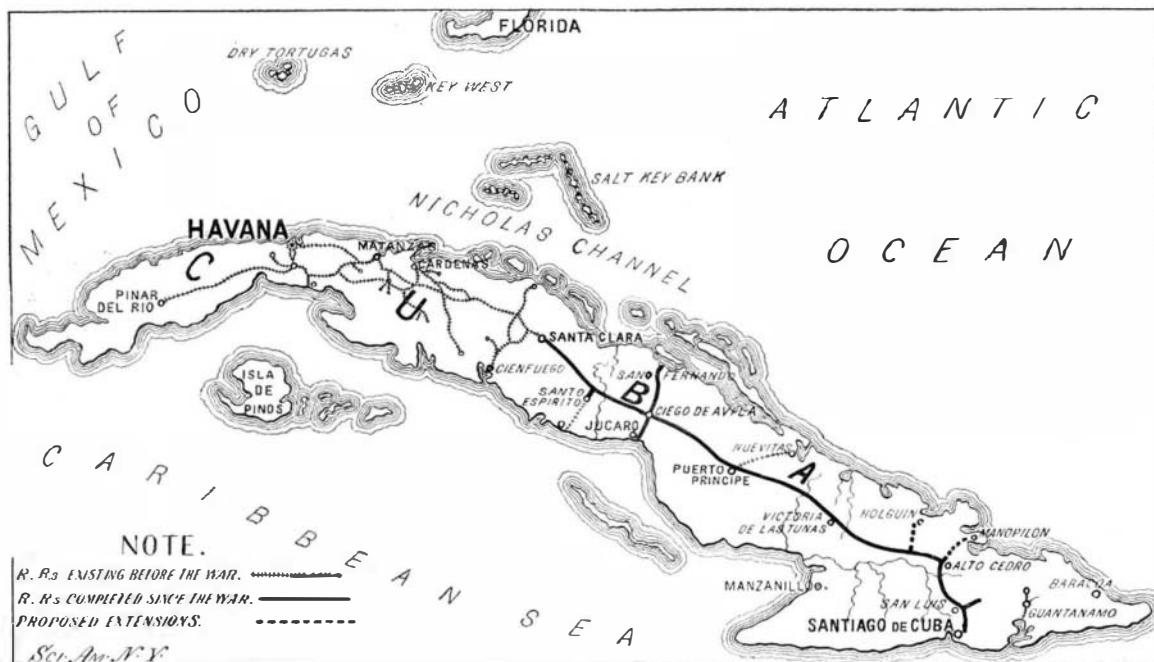 GULF
OF
MEXICO
DRY TORTUGAS
KEY WEST
FLORIDA
ATLANTIC
OCEAN
SALT KEY BANK
NICHOLAS CHANNEL
HAVANA
MATANZAS
CARDENAS
PINAR
DEL RIO
CUBA
ISLA
DE
PINOS
CIENFUEGO
SANTA CLARA
SANTO
ESPIRITO
SAN FERNANDO
CIEGO DE AVILA
JUCARO
NUEVITAS
PUERTO
PRINCIPE
VICTORIA
DE LAS TUNAS
HOLGUIN
MANOPILON
ALTO CEDRO
BARACOA
MANZANILLO
SAN LUIS
GUANTANAMO
SANTIAGO DE CUBA
CARIBBEAN SEA
NOTE.
R. R.s EXISTING BEFORE THE WAR.
R. R.s COMPLETED SINCE THE WAR.
PROPOSED EXTENSIONS.
SCI. AM. N.Y.